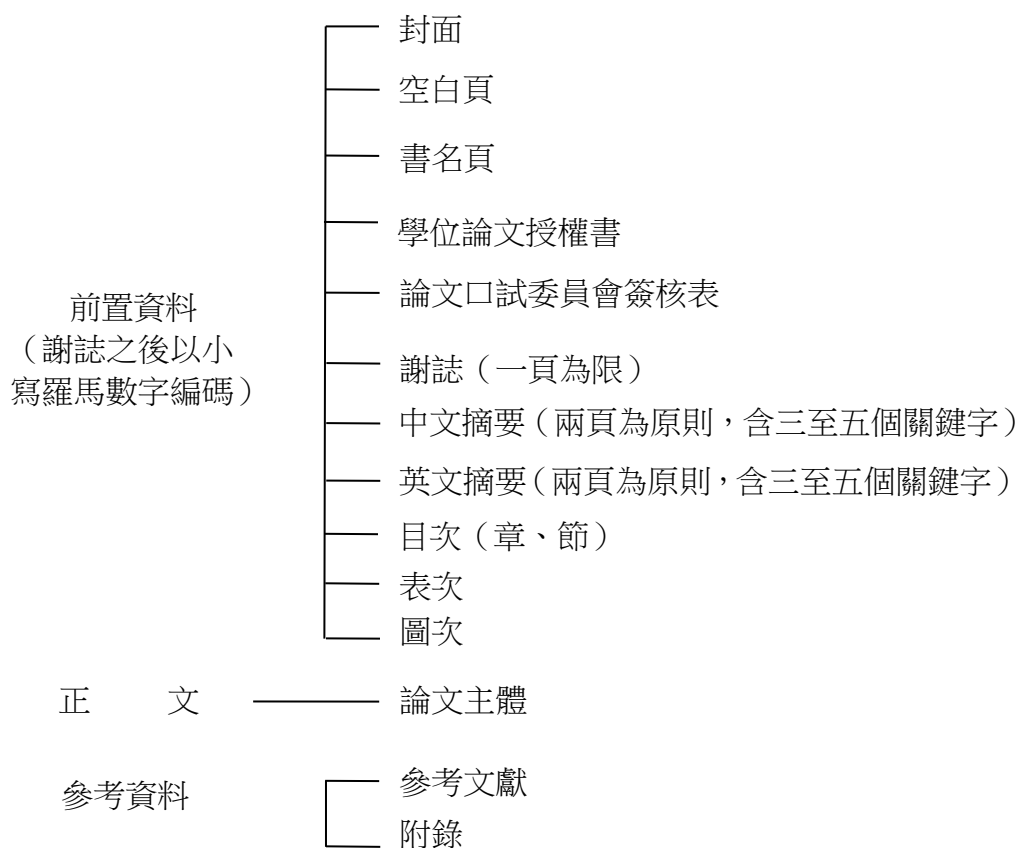 封面
空白頁
書名頁
學位論文授權書
論文口試委員會簽核表
前置資料
（謝誌之後以小
寫羅馬數字編碼）
謝誌（一頁為限）
中文摘要（兩頁為原則，含三至五個關鍵字）
英文摘要（兩頁為原則，含三至五個關鍵字）
目次（章、節）
表次
圖次
正 文
論文主體
參考資料
參考文獻
附錄